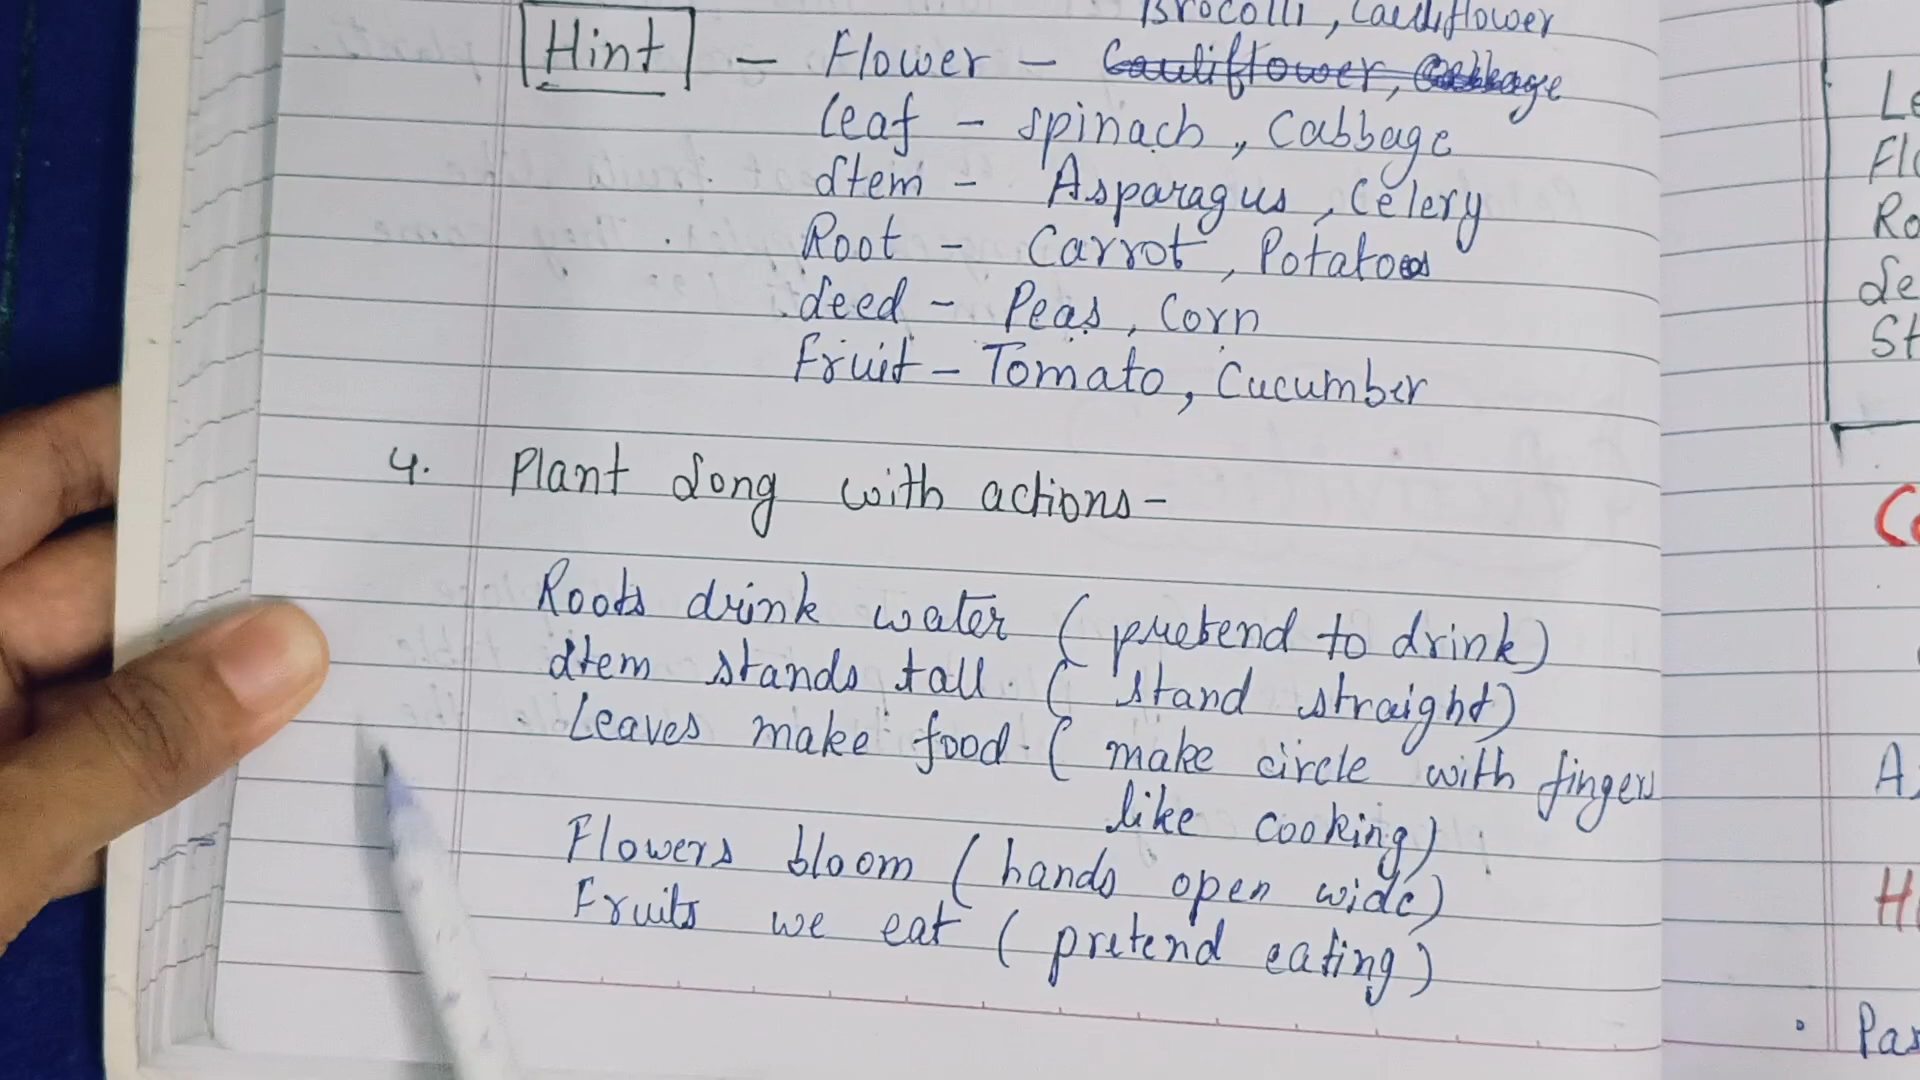 Brocolli, Cauliflower
Hint - Flower - Cauliflower, Cabbage
Leaf - spinach, Cabbage
Stem - Asparagus, Celery
Root - Carrot, Potatoes
Seed - Peas, Corn
Fruit - Tomato, Cucumber
4. Plant Song with actions-
Roots drink water (pretend to drink)
Stem stands tall. (stand straight)
Leaves make food. (make circle with fingers
like cooking)
Flowers bloom (hands open wide)
Fruits we eat (pretend eating)